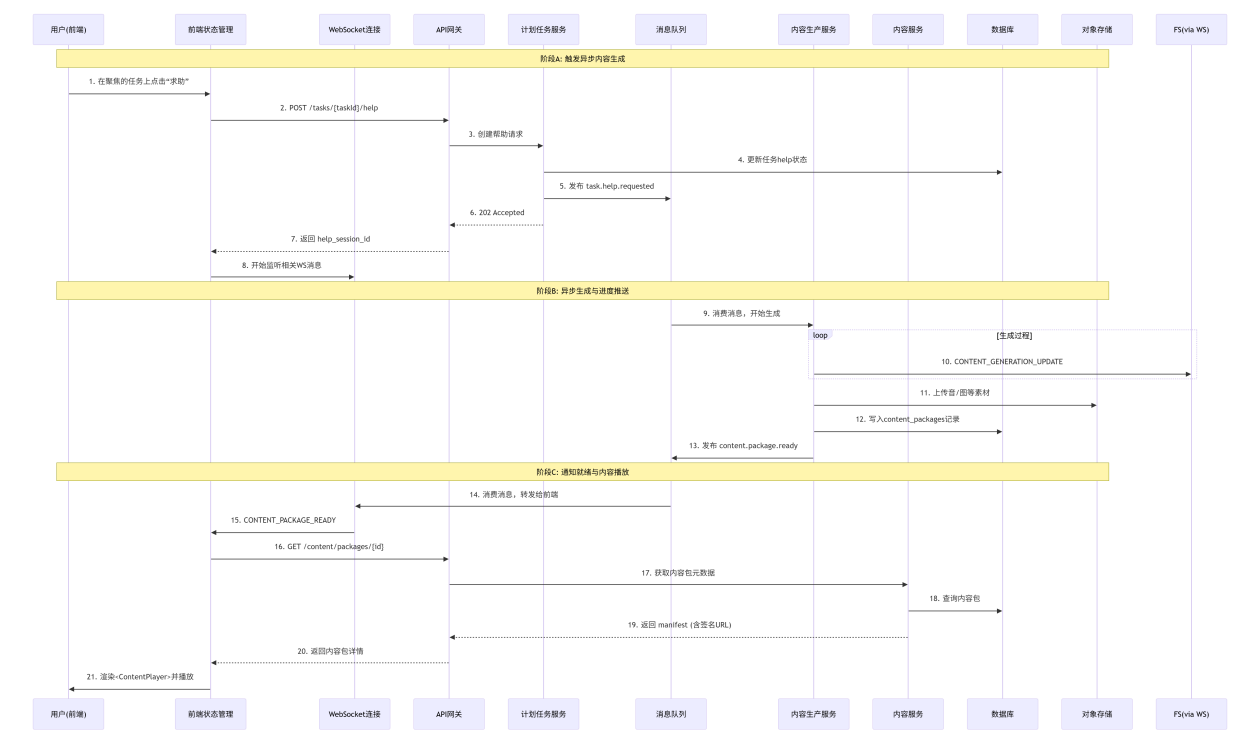 用户(前端) 前端状态管理 WebSocket连接 API网关 计划任务服务 消息队列 内容生产服务 内容服务 数据库 对象存储 FS(via WS)
阶段A: 触发异步内容生成
1. 在聚焦的任务上点击"求助"
2. POST /tasks/[taskId]/help
3. 创建帮助请求
4. 更新任务help状态
5. 发布 task.help.requested
6. 202 Accepted
7. 返回 help_session_id
8. 开始监听相关WS消息
阶段B: 异步生成与进度推送
9. 消费消息，开始生成
loop [生成过程]
10. CONTENT_GENERATION_UPDATE
11. 上传音/图等素材
12. 写入content_packages记录
13. 发布 content.package.ready
阶段C: 通知就绪与内容播放
14. 消费消息，转发给前端
15. CONTENT_PACKAGE_READY
16. GET /content/packages/[id]
17. 获取内容包元数据
18. 查询内容包
19. 返回 manifest (含签名URL)
20. 返回内容包详情
21. 渲染<ContentPlayer>并播放
用户(前端) 前端状态管理 WebSocket连接 API网关 计划任务服务 消息队列 内容生产服务 内容服务 数据库 对象存储 FS(via WS)